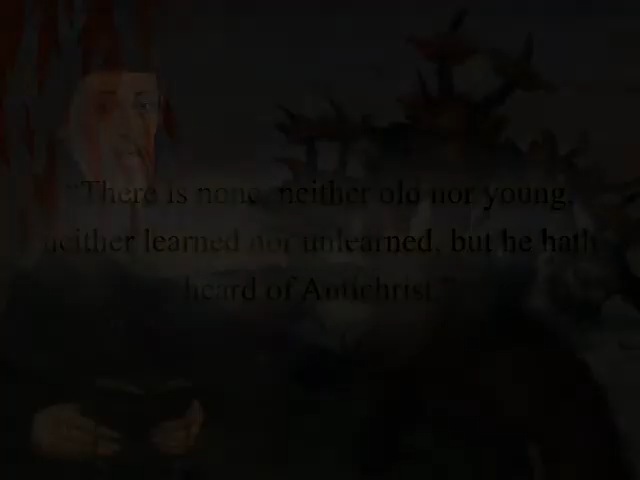 “There is none, neither old nor young,
neither learned nor unlearned, but he hath
heard of Antichrist.”